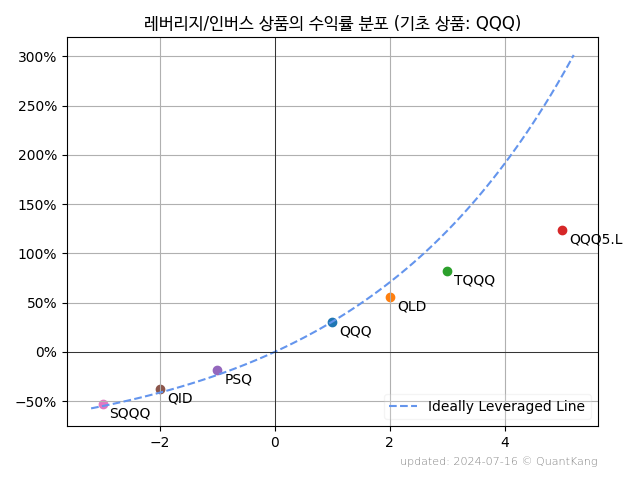 레버리지/인버스 상품의 수익률 분포 (기초 상품: QQQ)
300%
250%
200%
150%
100%
50%
0%
−50%
QQQ5.L
TQQQ
QLD
QQQ
PSQ
QID
SQQQ
Ideally Leveraged Line
−2 0 2 4
updated: 2024-07-16 © QuantKang